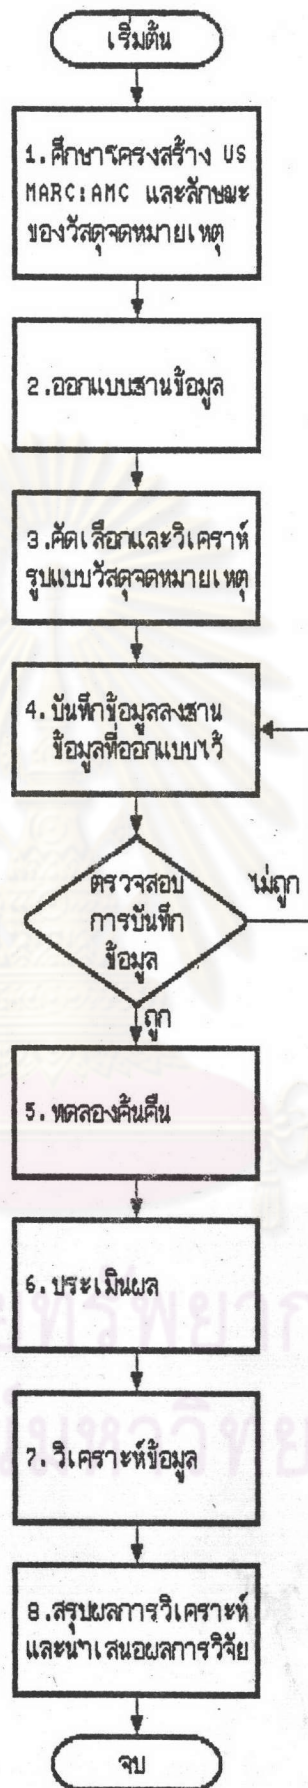 เริ่มต้น
1.ศึกษาโครงสร้าง US
MARC:AMC และลักษณะ
ของวัสดุจดหมายเหตุ
2.ออกแบบฐานข้อมูล
3.คัดเลือกและวิเคราะห์
รูปแบบวัสดุจดหมายเหตุ
4.บันทึกข้อมูลลงฐาน
ข้อมูลที่ออกแบบไว้
ตรวจสอบ
การบันทึก
ข้อมูล
ไม่ถูก
ถูก
5.ทดลองค้นคืน
6.ประเมินผล
7.วิเคราะห์ข้อมูล
8.สรุปผลการวิเคราะห์
และนำเสนอผลการวิจัย
จบ